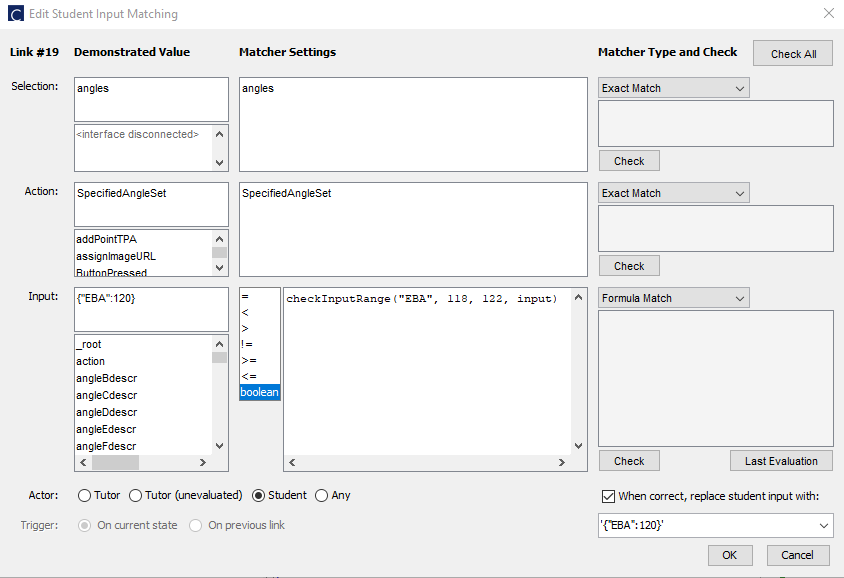 Edit Student Input Matching
Link #19 Demonstrated Value Matcher Settings Matcher Type and Check Check All
Selection: angles angles Exact Match
<interface disconnected>
Check
Action: SpecifiedAngleSet SpecifiedAngleSet Exact Match
addPointTPA
assignImageURL
ButtonPressed
Check
Input: {"EBA":120} = checkInputRange("EBA", 118, 122, input) Formula Match
<
>
_root !=
action >=
angleBdescr <=
angleCdescr boolean
angleDdescr
angleEdescr
angleFdescr
Check Last Evaluation
Actor: Tutor Tutor (unevaluated) Student Any When correct, replace student input with:
Trigger: On current state On previous link '{"EBA":120}'
OK Cancel